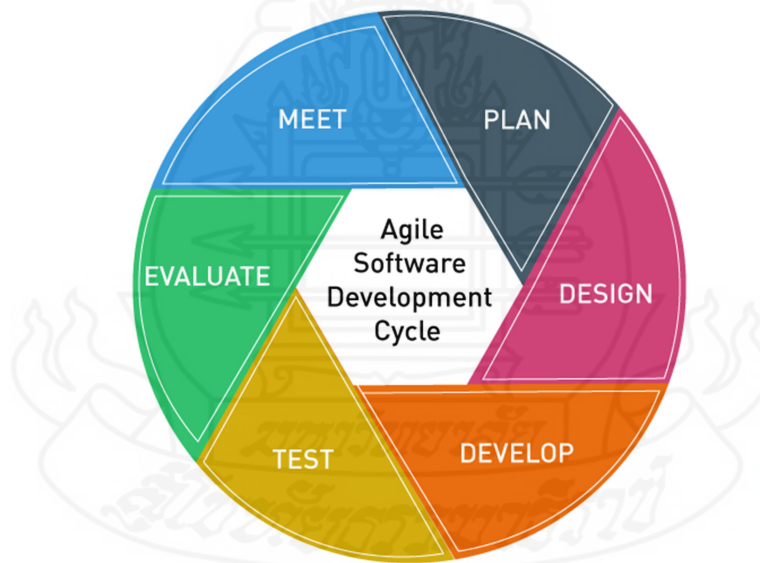 MEET
PLAN
DESIGN
DEVELOP
TEST
EVALUATE
Agile
Software
Development
Cycle